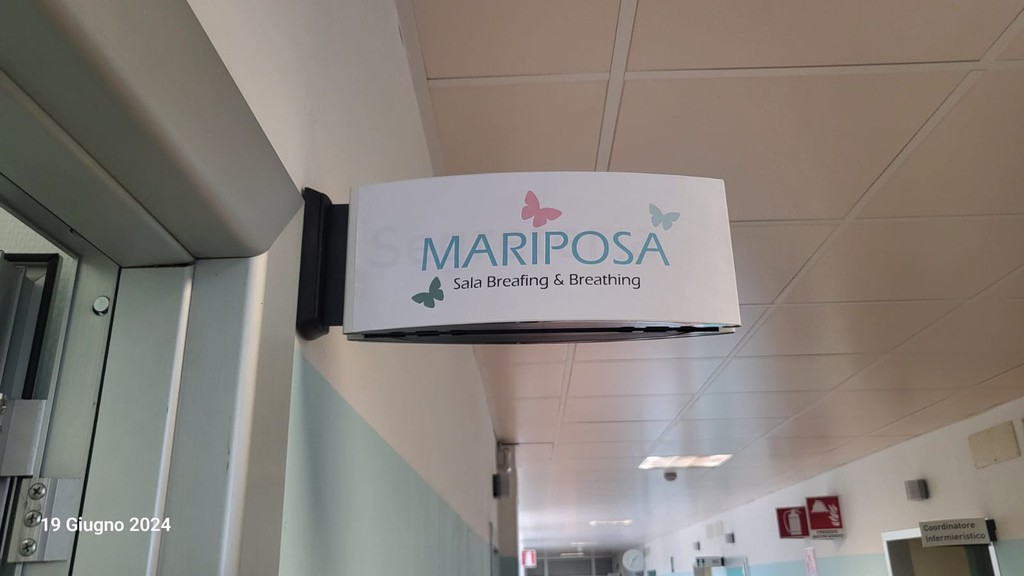 MARIPOSA
Sala Breafing & Breathing
Coordinatore
Infermieristico
19 Giugno 2024